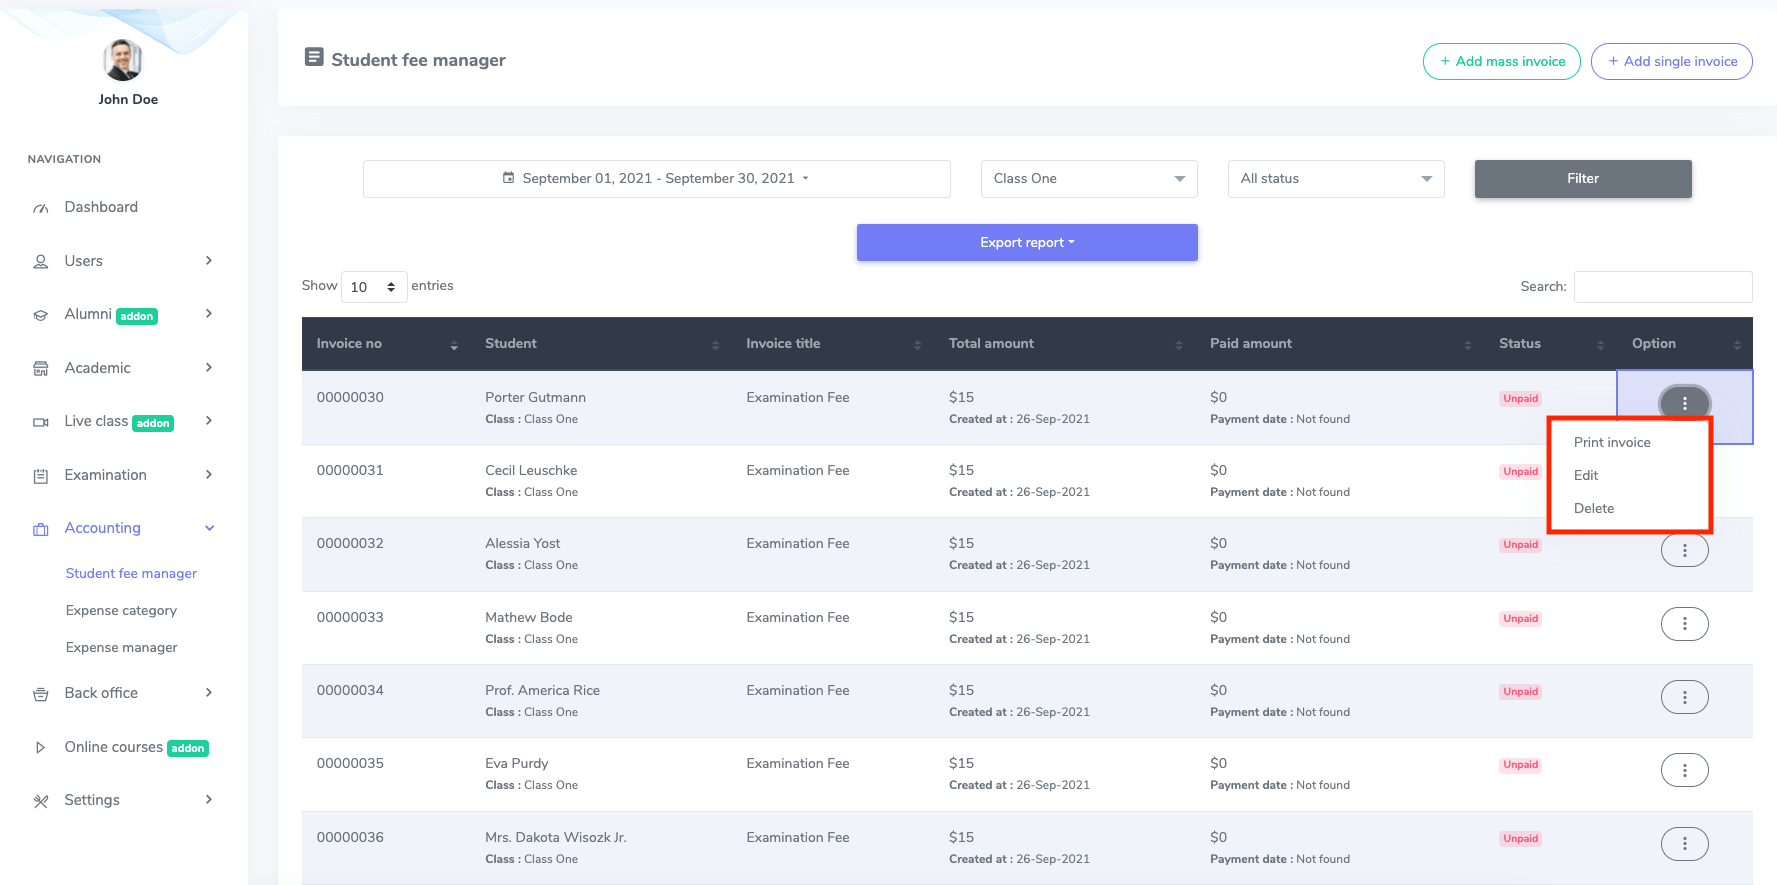 John Doe
NAVIGATION
Dashboard
Users
Alumni addon
Academic
Live class addon
Examination
Accounting
Student fee manager
Expense category
Expense manager
Back office
Online courses addon
Settings
Student fee manager
+ Add mass invoice
+ Add single invoice
September 01, 2021 - September 30, 2021
Class One
All status
Filter
Export report
Show 10 entries
Search:
Invoice no Student Invoice title Total amount Paid amount Status Option
00000030 Porter Gutmann Examination Fee $15 $0 Unpaid
Class : Class One Created at : 26-Sep-2021 Payment date : Not found
Print invoice
Edit
Delete
00000031 Cecil Leuschke Examination Fee $15 $0 Unpaid
Class : Class One Created at : 26-Sep-2021 Payment date : Not found
00000032 Alessia Yost Examination Fee $15 $0 Unpaid
Class : Class One Created at : 26-Sep-2021 Payment date : Not found
00000033 Mathew Bode Examination Fee $15 $0 Unpaid
Class : Class One Created at : 26-Sep-2021 Payment date : Not found
00000034 Prof. America Rice Examination Fee $15 $0 Unpaid
Class : Class One Created at : 26-Sep-2021 Payment date : Not found
00000035 Eva Purdy Examination Fee $15 $0 Unpaid
Class : Class One Created at : 26-Sep-2021 Payment date : Not found
00000036 Mrs. Dakota Wisozk Jr. Examination Fee $15 $0 Unpaid
Class : Class One Created at : 26-Sep-2021 Payment date : Not found